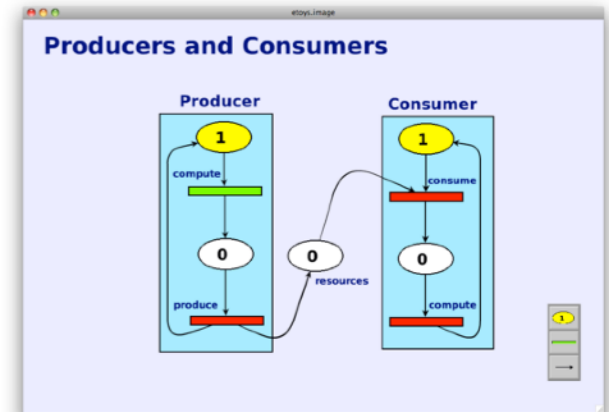 etoys.image
Producers and Consumers
Producer
Consumer
1
1
compute
consume
0
0
0
resources
produce
compute
1